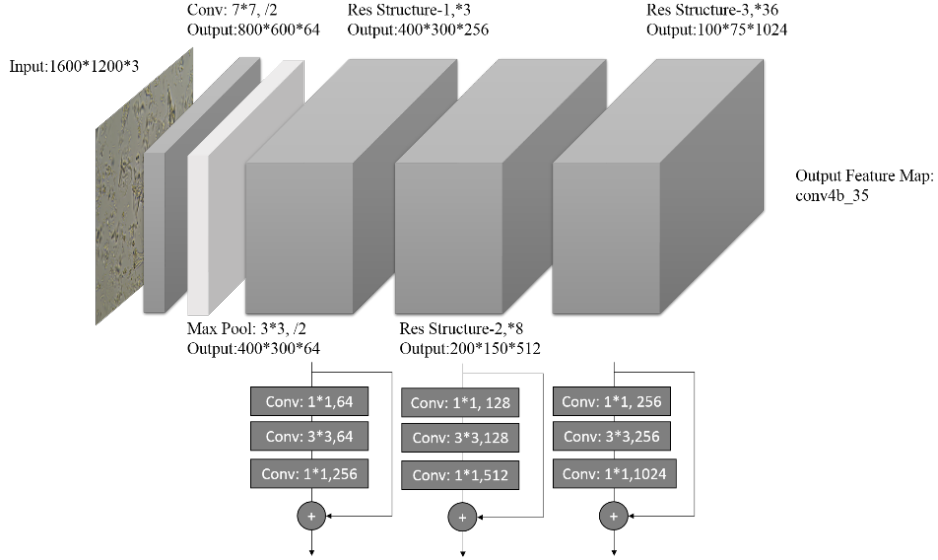 Conv: 7*7, /2
Output:800*600*64
Res Structure-1,*3
Output:400*300*256
Res Structure-3,*36
Output:100*75*1024
Input:1600*1200*3
Output Feature Map:
conv4b_35
Max Pool: 3*3, /2
Output:400*300*64
Res Structure-2,*8
Output:200*150*512
Conv: 1*1,64
Conv: 3*3,64
Conv: 1*1,256
+
Conv: 1*1, 128
Conv: 3*3,128
Conv: 1*1,512
+
Conv: 1*1, 256
Conv: 3*3,256
Conv: 1*1,1024
+